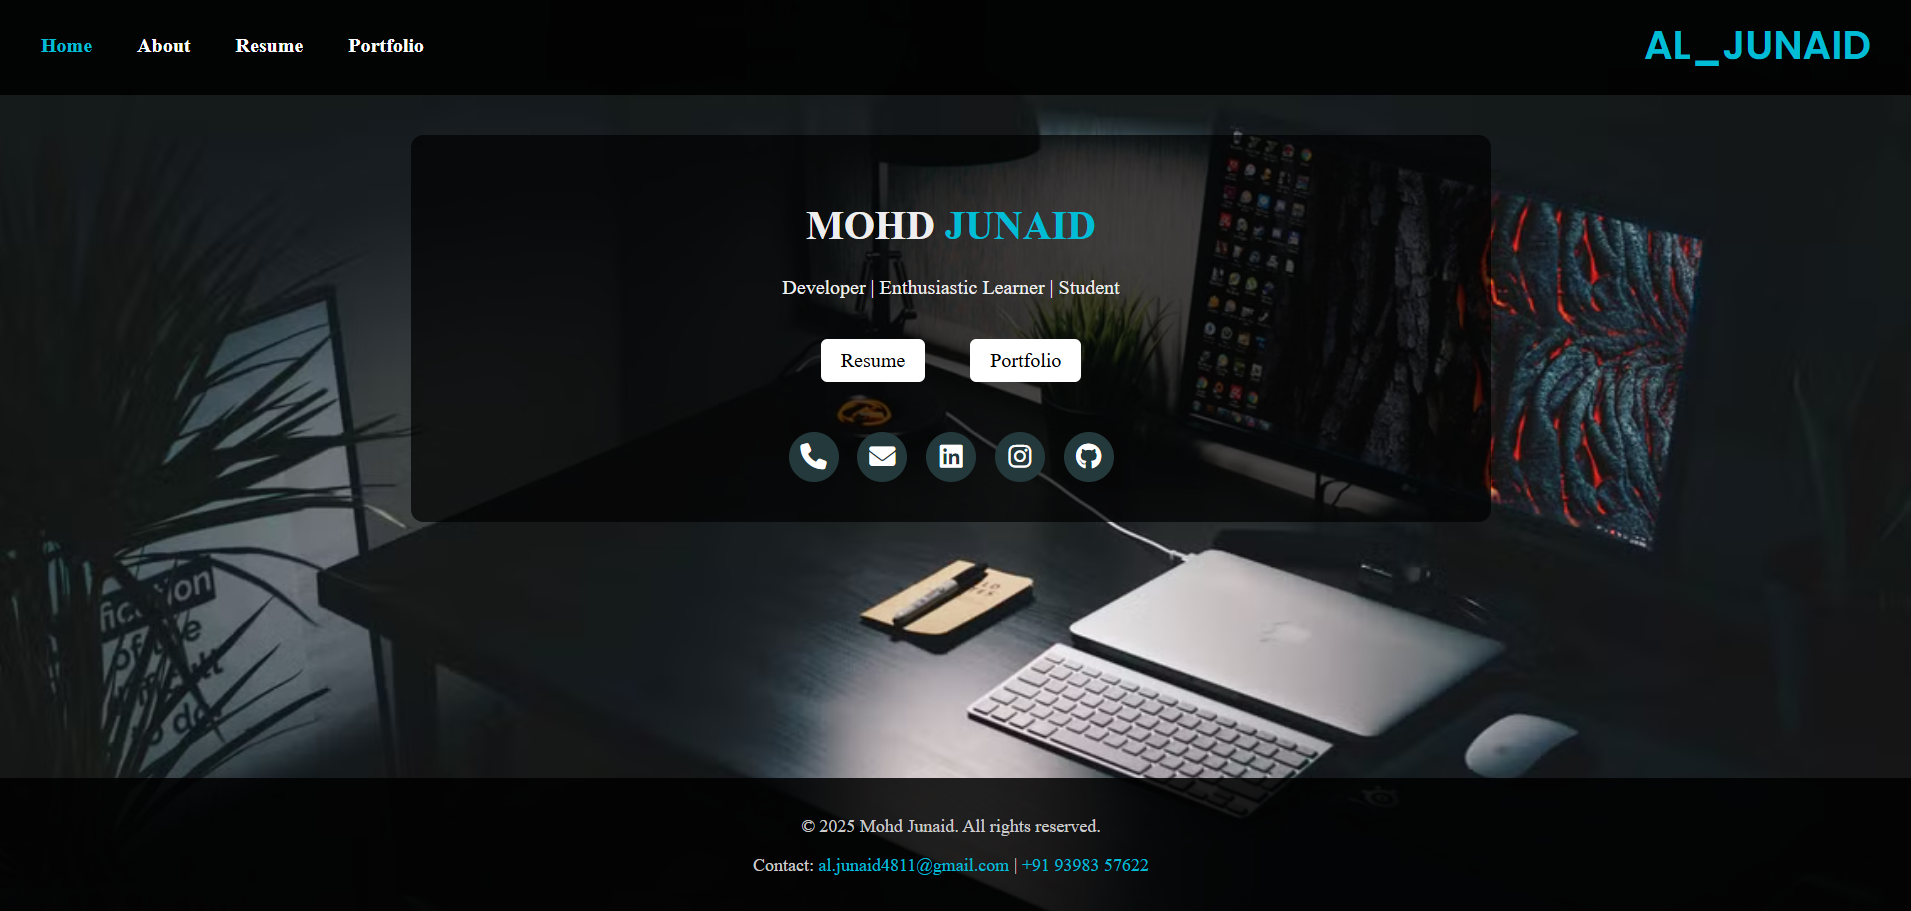 Home About Resume Portfolio AL_JUNAID
MOHD JUNAID
Developer | Enthusiastic Learner | Student
Resume Portfolio
in
© 2025 Mohd Junaid. All rights reserved.
Contact: al.junaid4811@gmail.com | +91 93983 57622